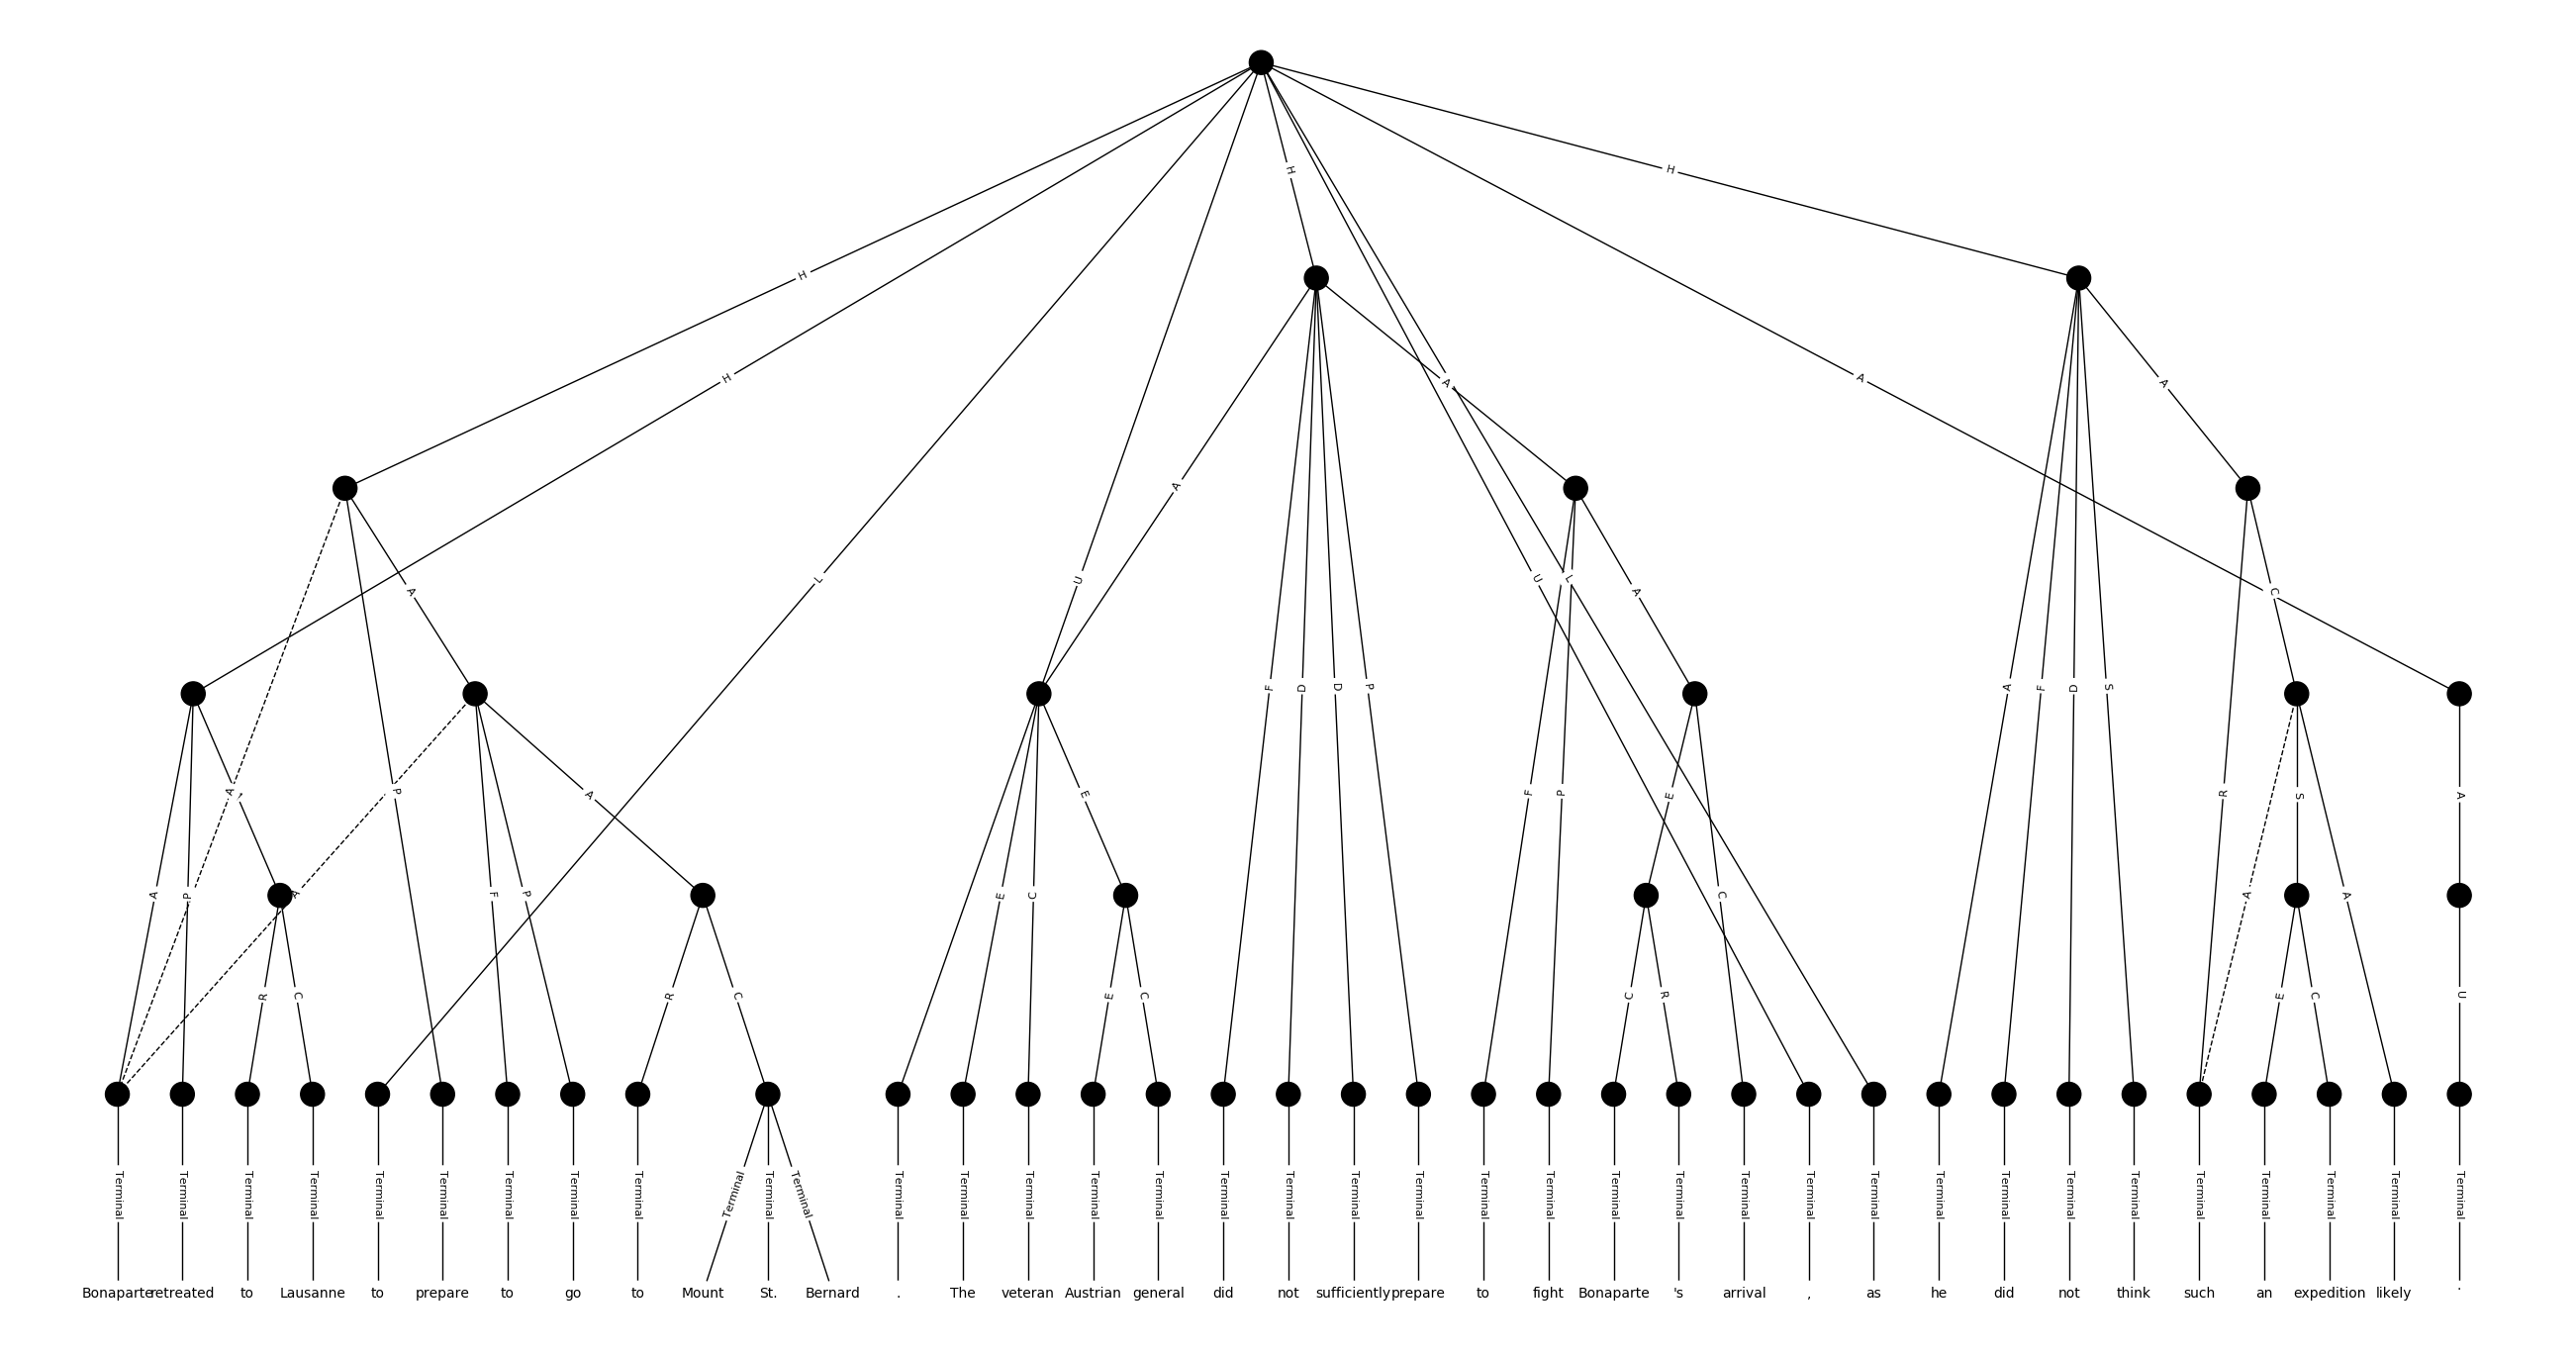 H
H
H
A
A
A
H
A
L
U
U
L
A
C
A
F
D
D
P
A
F
D
S
A
P
A
E
F
P
E
R
S
A
A
P
A
F
P
E
C
C
A
A
R
C
R
C
E
C
C
R
E
C
U
Terminal Terminal Terminal Terminal Terminal Terminal Terminal Terminal Terminal Terminal Terminal Terminal Terminal Terminal Terminal Terminal Terminal Terminal Terminal Terminal Terminal Terminal Terminal Terminal Terminal Terminal Terminal Terminal Terminal Terminal Terminal Terminal Terminal Terminal Terminal Terminal Terminal
Bonaparte retreated to Lausanne to prepare to go to Mount St. Bernard . The veteran Austrian general did not sufficiently prepare to fight Bonaparte 's arrival , as he did not think such an expedition likely .